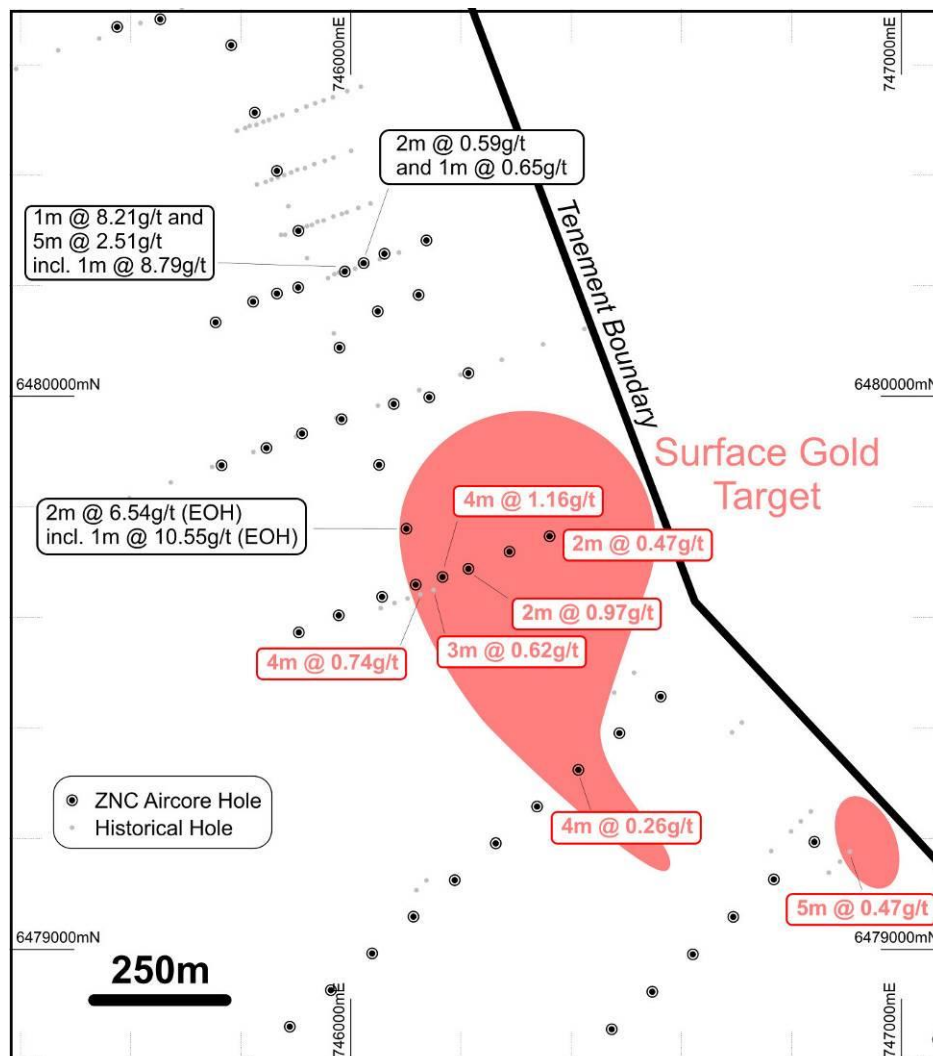 746000mE
747000mE
2m @ 0.59g/t
and 1m @ 0.65g/t
1m @ 8.21g/t and
5m @ 2.51g/t
incl. 1m @ 8.79g/t
Tenement Boundary
6480000mN
6480000mN
Surface Gold
Target
4m @ 1.16g/t
2m @ 6.54g/t (EOH)
incl. 1m @ 10.55g/t (EOH)
2m @ 0.47g/t
2m @ 0.97g/t
4m @ 0.74g/t
3m @ 0.62g/t
ZNC Aircore Hole
Historical Hole
4m @ 0.26g/t
5m @ 0.47g/t
6479000mN
6479000mN
250m
746000mE
747000mE